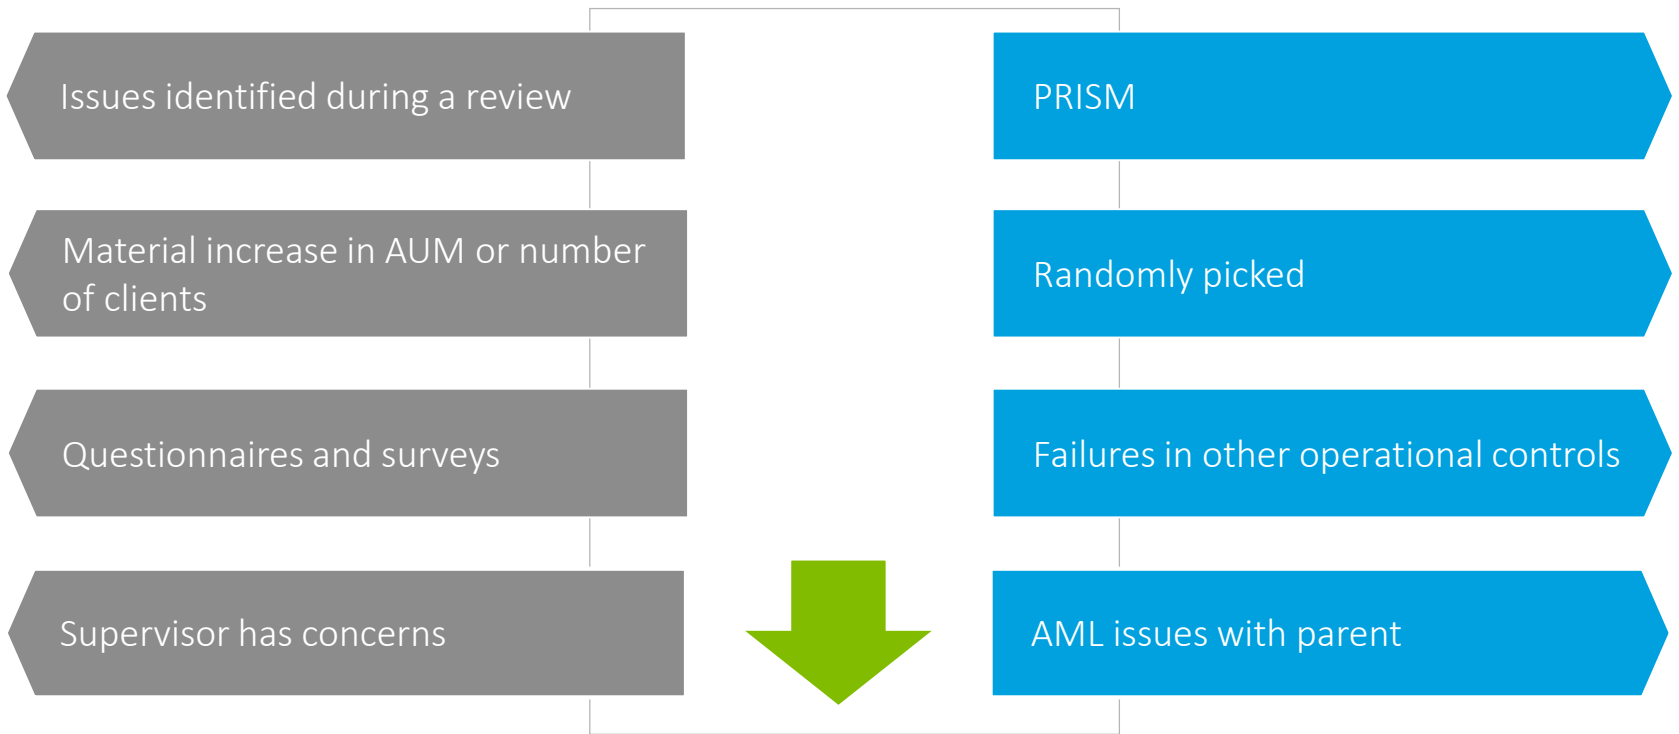 Issues identified during a review
PRISM
Material increase in AUM or number
of clients
Randomly picked
Questionnaires and surveys
Failures in other operational controls
Supervisor has concerns
AML issues with parent